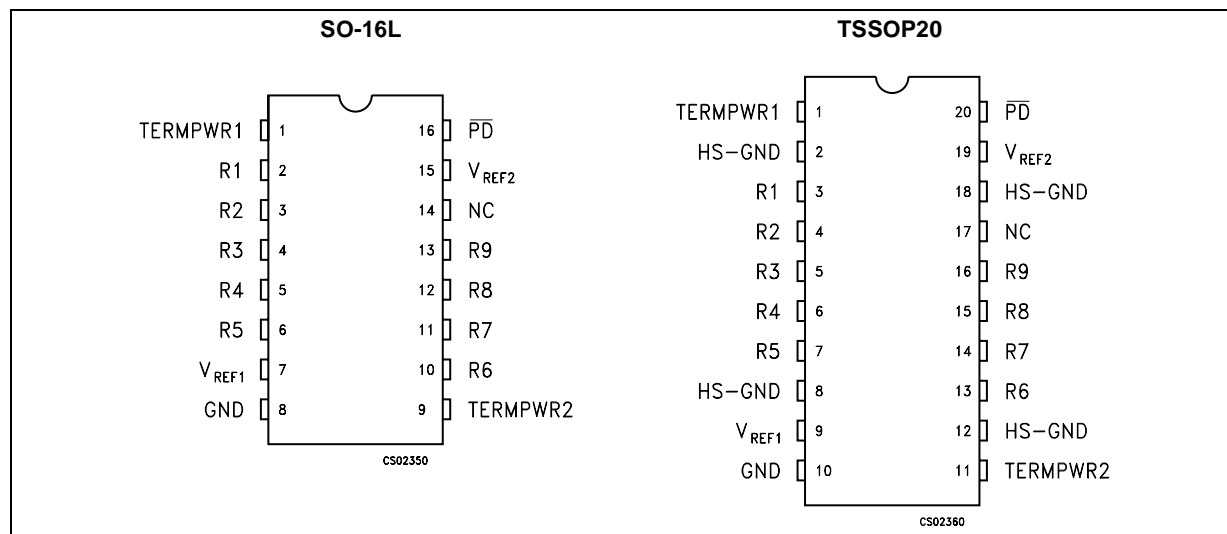 SO-16L
TERMPWR1 1 16 P̅D̅
R1 2 15 VREF2
R2 3 14 NC
R3 4 13 R9
R4 5 12 R8
R5 6 11 R7
VREF1 7 10 R6
GND 8 9 TERMPWR2
CS02350
TSSOP20
TERMPWR1 1 20 P̅D̅
HS-GND 2 19 VREF2
R1 3 18 HS-GND
R2 4 17 NC
R3 5 16 R9
R4 6 15 R8
R5 7 14 R7
HS-GND 8 13 R6
VREF1 9 12 HS-GND
GND 10 11 TERMPWR2
CS02360